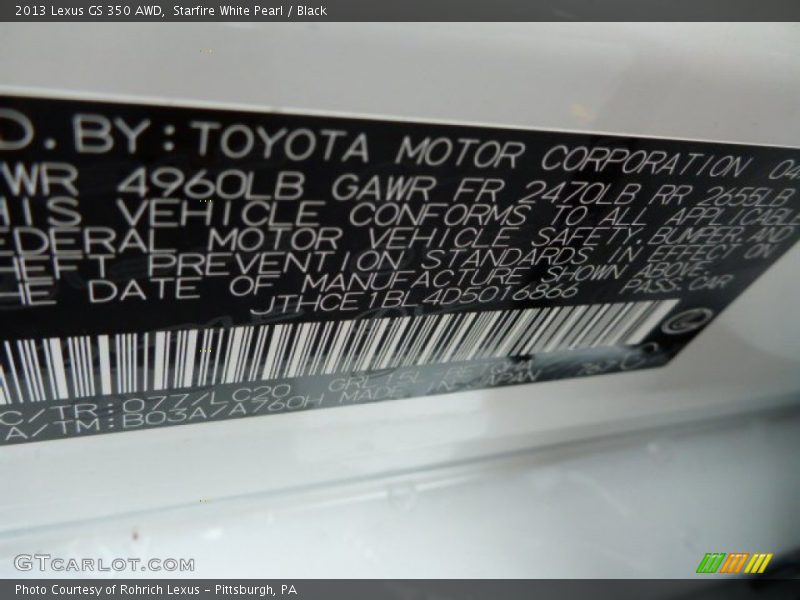 2013 Lexus GS 350 AWD, Starfire White Pearl / Black
D. BY: TOYOTA MOTOR CORPORATION 04
WR 4960LB GAWR FR 2470LB RR 2655LB
HIS VEHICLE CONFORMS TO ALL APPLICABLE
EDERAL MOTOR VEHICLE SAFETY, BUMPER, AND
HEFT PREVENTION STANDARDS IN EFFECT ON
HE DATE OF MANUFACTURE SHOWN ABOVE.
JTHCE1BL4D5016866 PASS.CAR
C/TR: 077/LC20
A/TM: B03A/A760H MADE IN JAPAN
GTCARLOT.COM
Photo Courtesy of Rohrich Lexus – Pittsburgh, PA